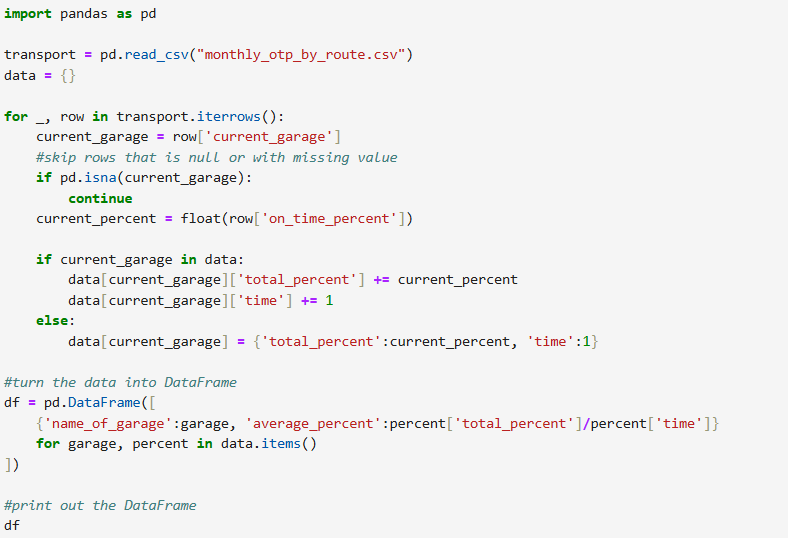 import pandas as pd

transport = pd.read_csv("monthly_otp_by_route.csv")
data = {}

for _, row in transport.iterrows():
    current_garage = row['current_garage']
    #skip rows that is null or with missing value
    if pd.isna(current_garage):
        continue
    current_percent = float(row['on_time_percent'])

    if current_garage in data:
        data[current_garage]['total_percent'] += current_percent
        data[current_garage]['time'] += 1
    else:
        data[current_garage] = {'total_percent':current_percent, 'time':1}

#turn the data into DataFrame
df = pd.DataFrame([
    {'name_of_garage':garage, 'average_percent':percent['total_percent']/percent['time']}
    for garage, percent in data.items()
])

#print out the DataFrame
df